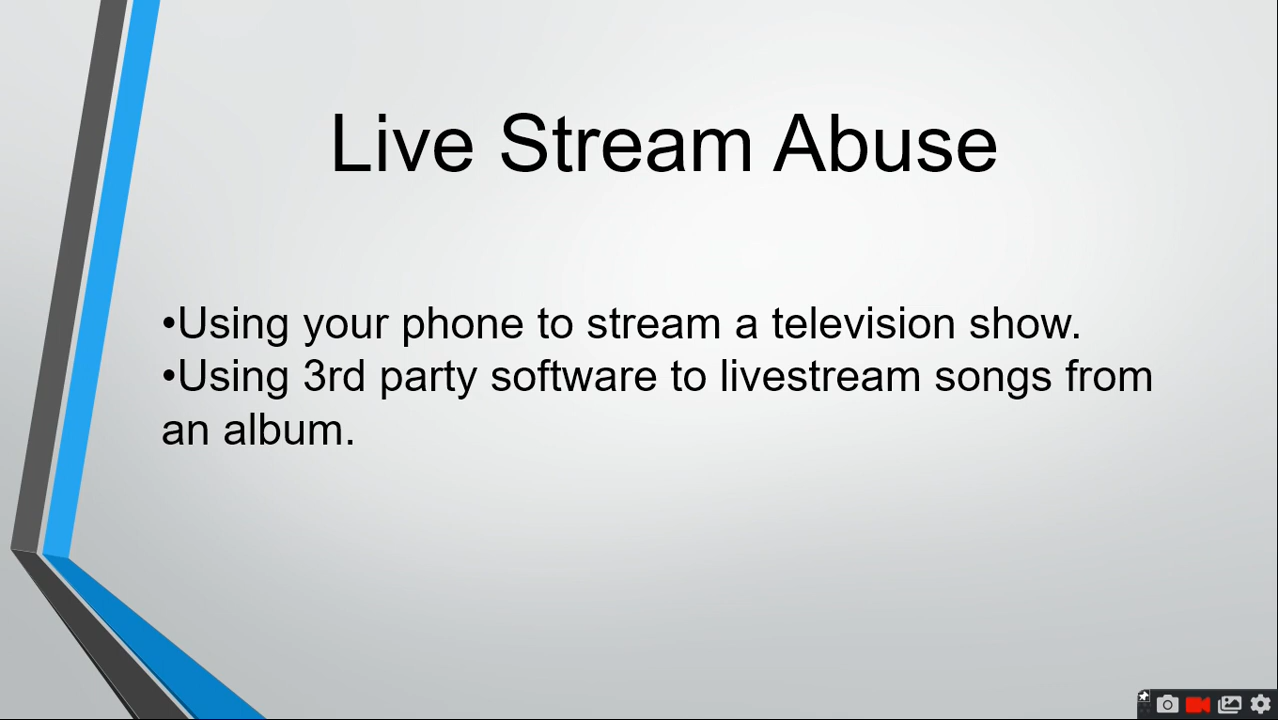 Live Stream Abuse
•Using your phone to stream a television show.
•Using 3rd party software to livestream songs from
an album.